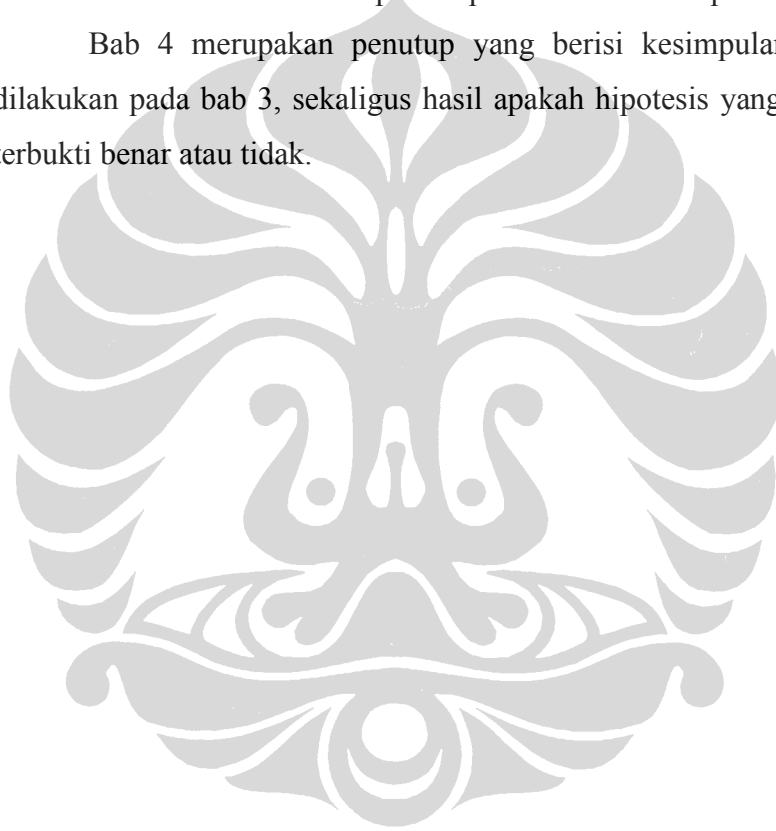 Bab 4 merupakan penutup yang berisi kesimpulan
dilakukan pada bab 3, sekaligus hasil apakah hipotesis yang
terbukti benar atau tidak.